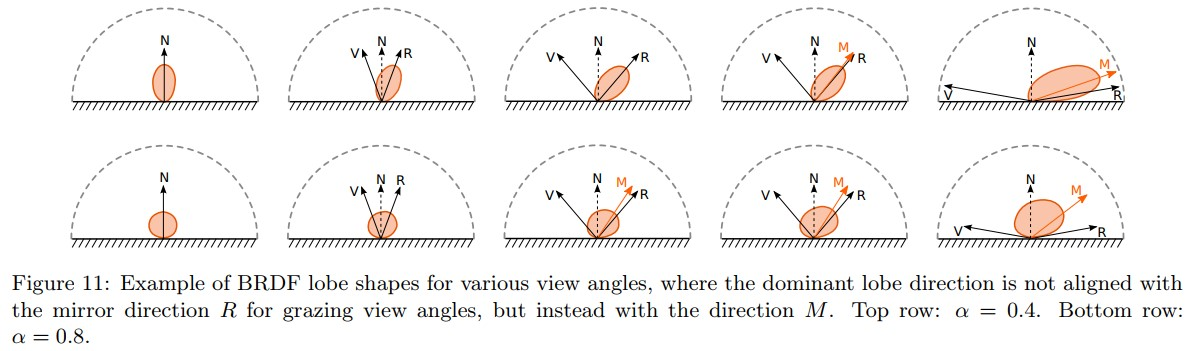 N
V N R
V N R
V N M R
V N M R
N
V N R
V N M R
V N M R
V N M R
Figure 11: Example of BRDF lobe shapes for various view angles, where the dominant lobe direction is not aligned with
the mirror direction R for grazing view angles, but instead with the direction M. Top row: α = 0.4. Bottom row:
α = 0.8.